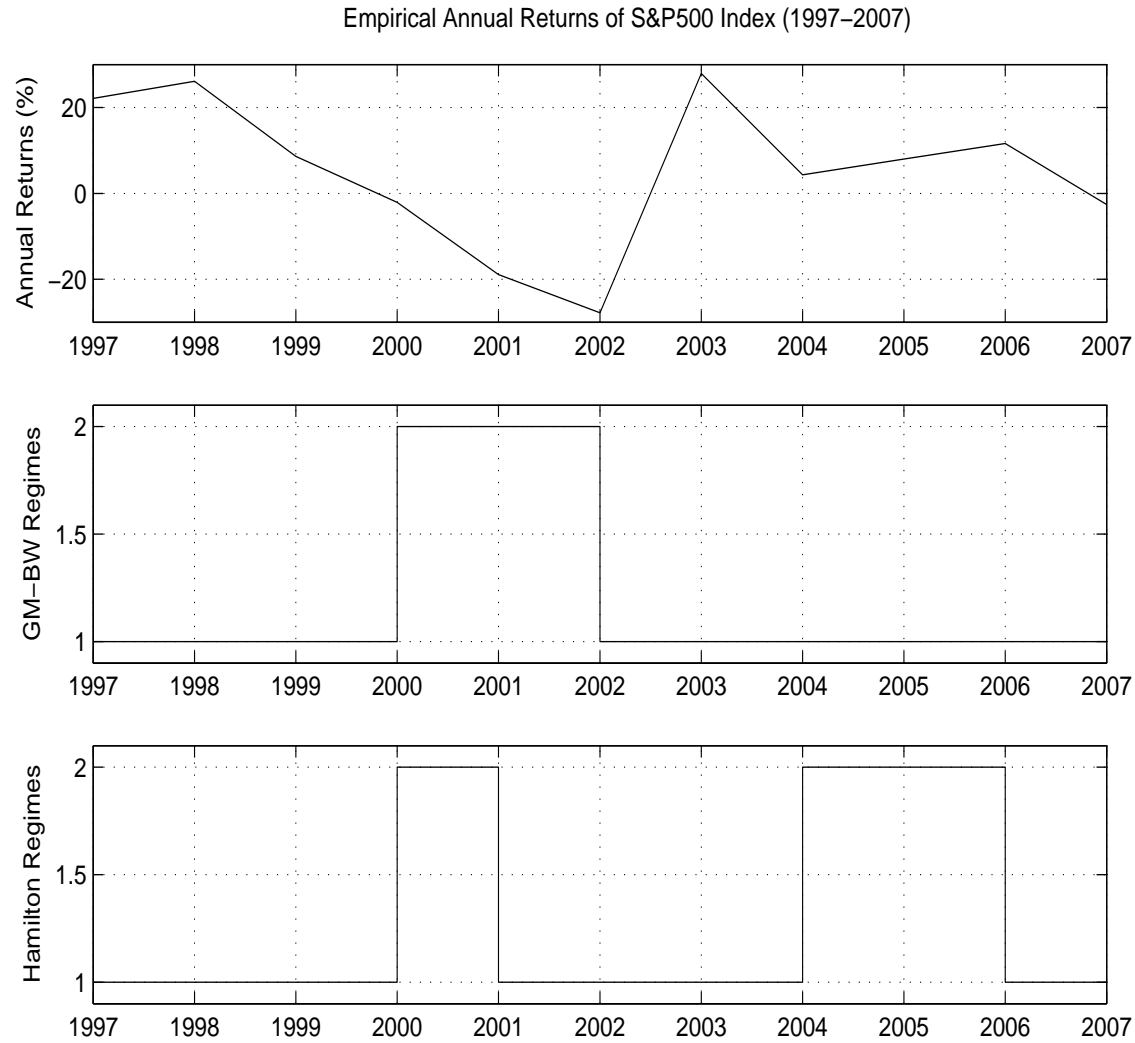 Empirical Annual Returns of S&P500 Index (1997−2007)
Annual Returns (%)
20
0
−20
1997 1998 1999 2000 2001 2002 2003 2004 2005 2006 2007
GM−BW Regimes
2
1.5
1
1997 1998 1999 2000 2001 2002 2003 2004 2005 2006 2007
Hamilton Regimes
2
1.5
1
1997 1998 1999 2000 2001 2002 2003 2004 2005 2006 2007